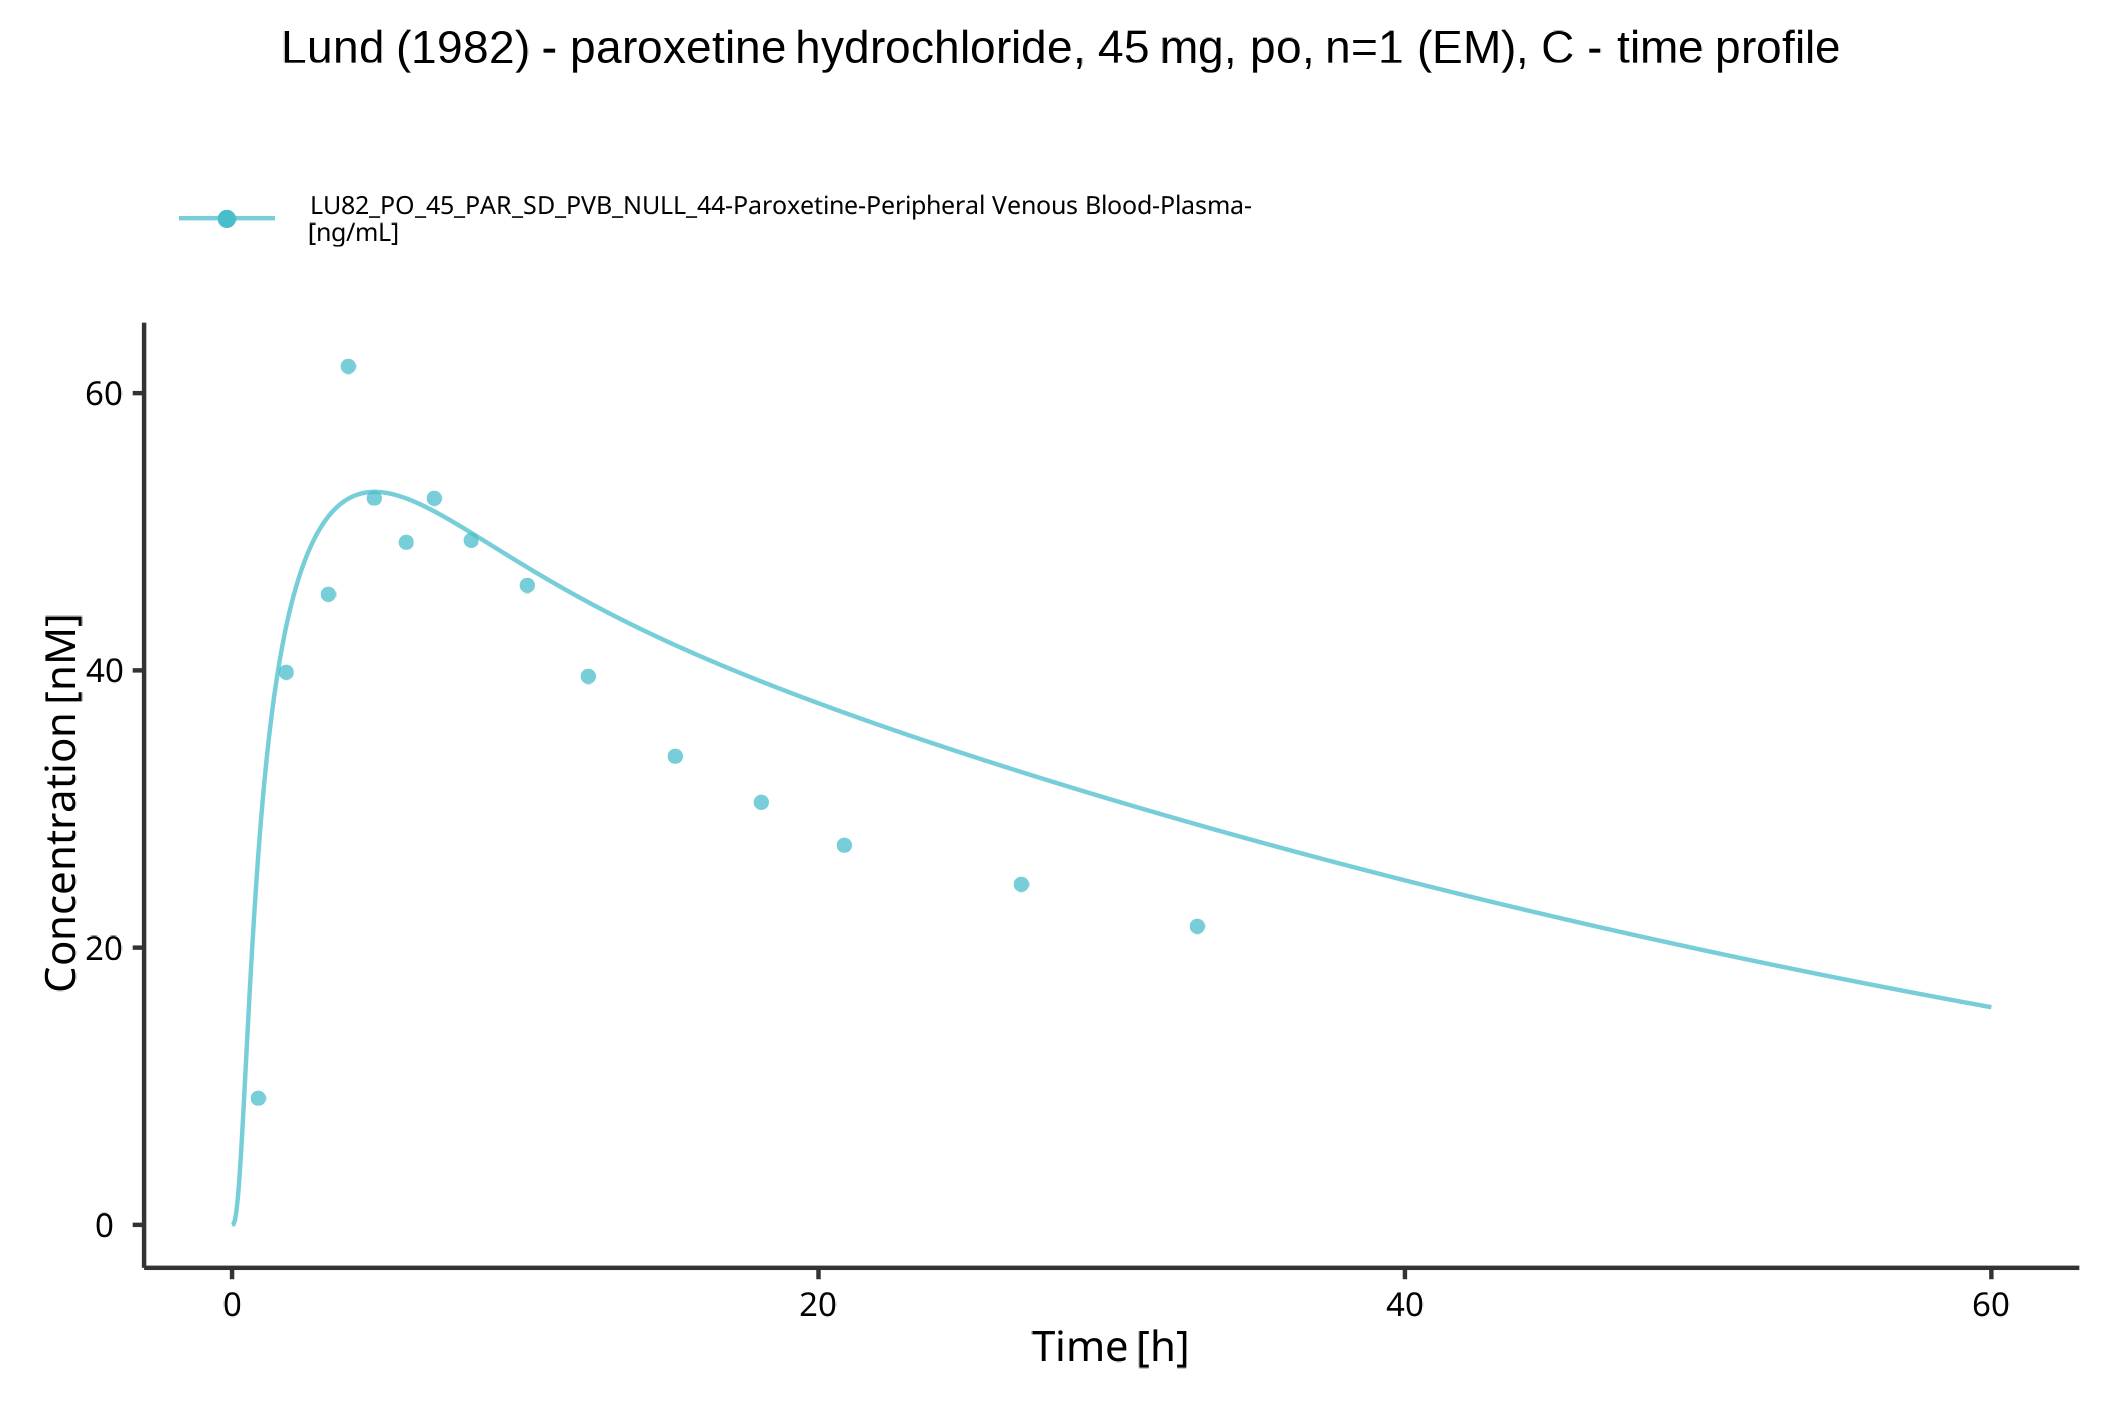 Lund (1982) - paroxetine hydrochloride, 45 mg, po, n=1 (EM), C - time profile
LU82_PO_45_PAR_SD_PVB_NULL_44-Paroxetine-Peripheral Venous Blood-Plasma-
[ng/mL]
60
40
20
0
Concentration [nM]
0 20 40 60
Time [h]